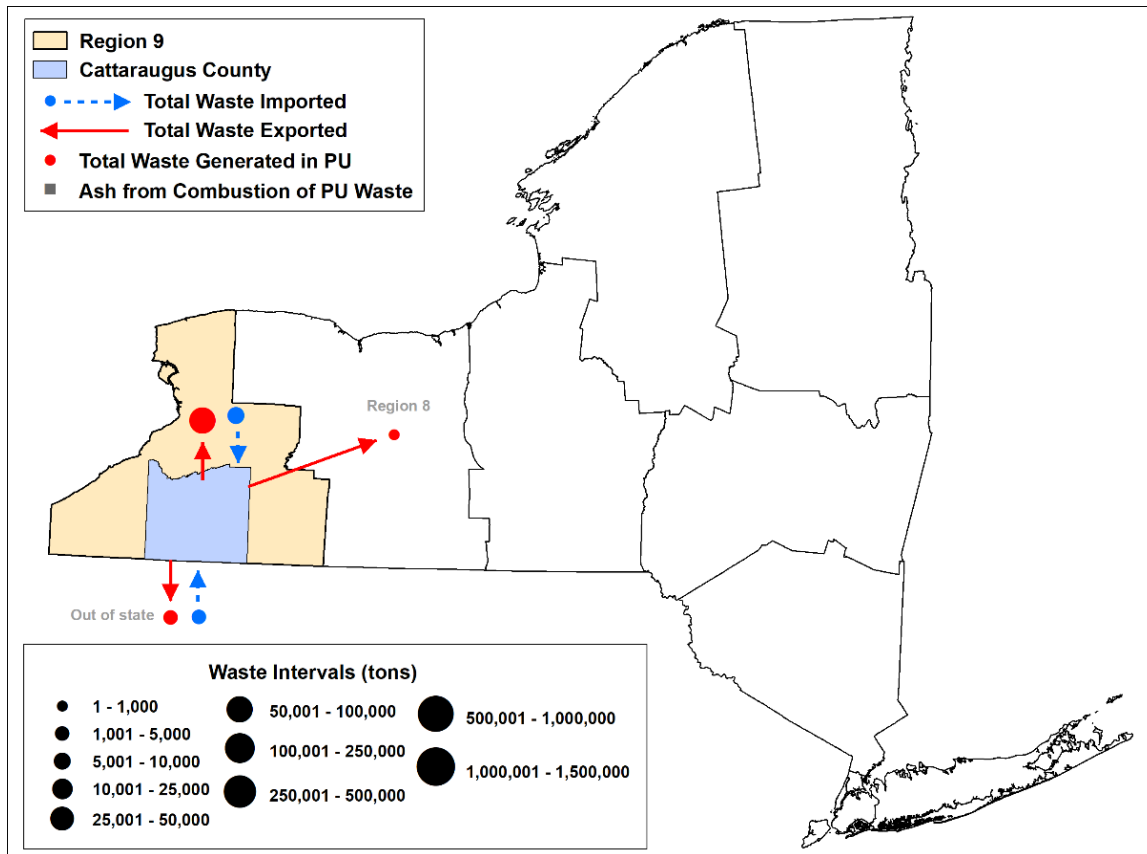 Region 9
Cattaraugus County
Total Waste Imported
Total Waste Exported
Total Waste Generated in PU
Ash from Combustion of PU Waste
Region 8
Out of state
Waste Intervals (tons)
1 - 1,000
1,001 - 5,000
5,001 - 10,000
10,001 - 25,000
25,001 - 50,000
50,001 - 100,000
100,001 - 250,000
250,001 - 500,000
500,001 - 1,000,000
1,000,001 - 1,500,000